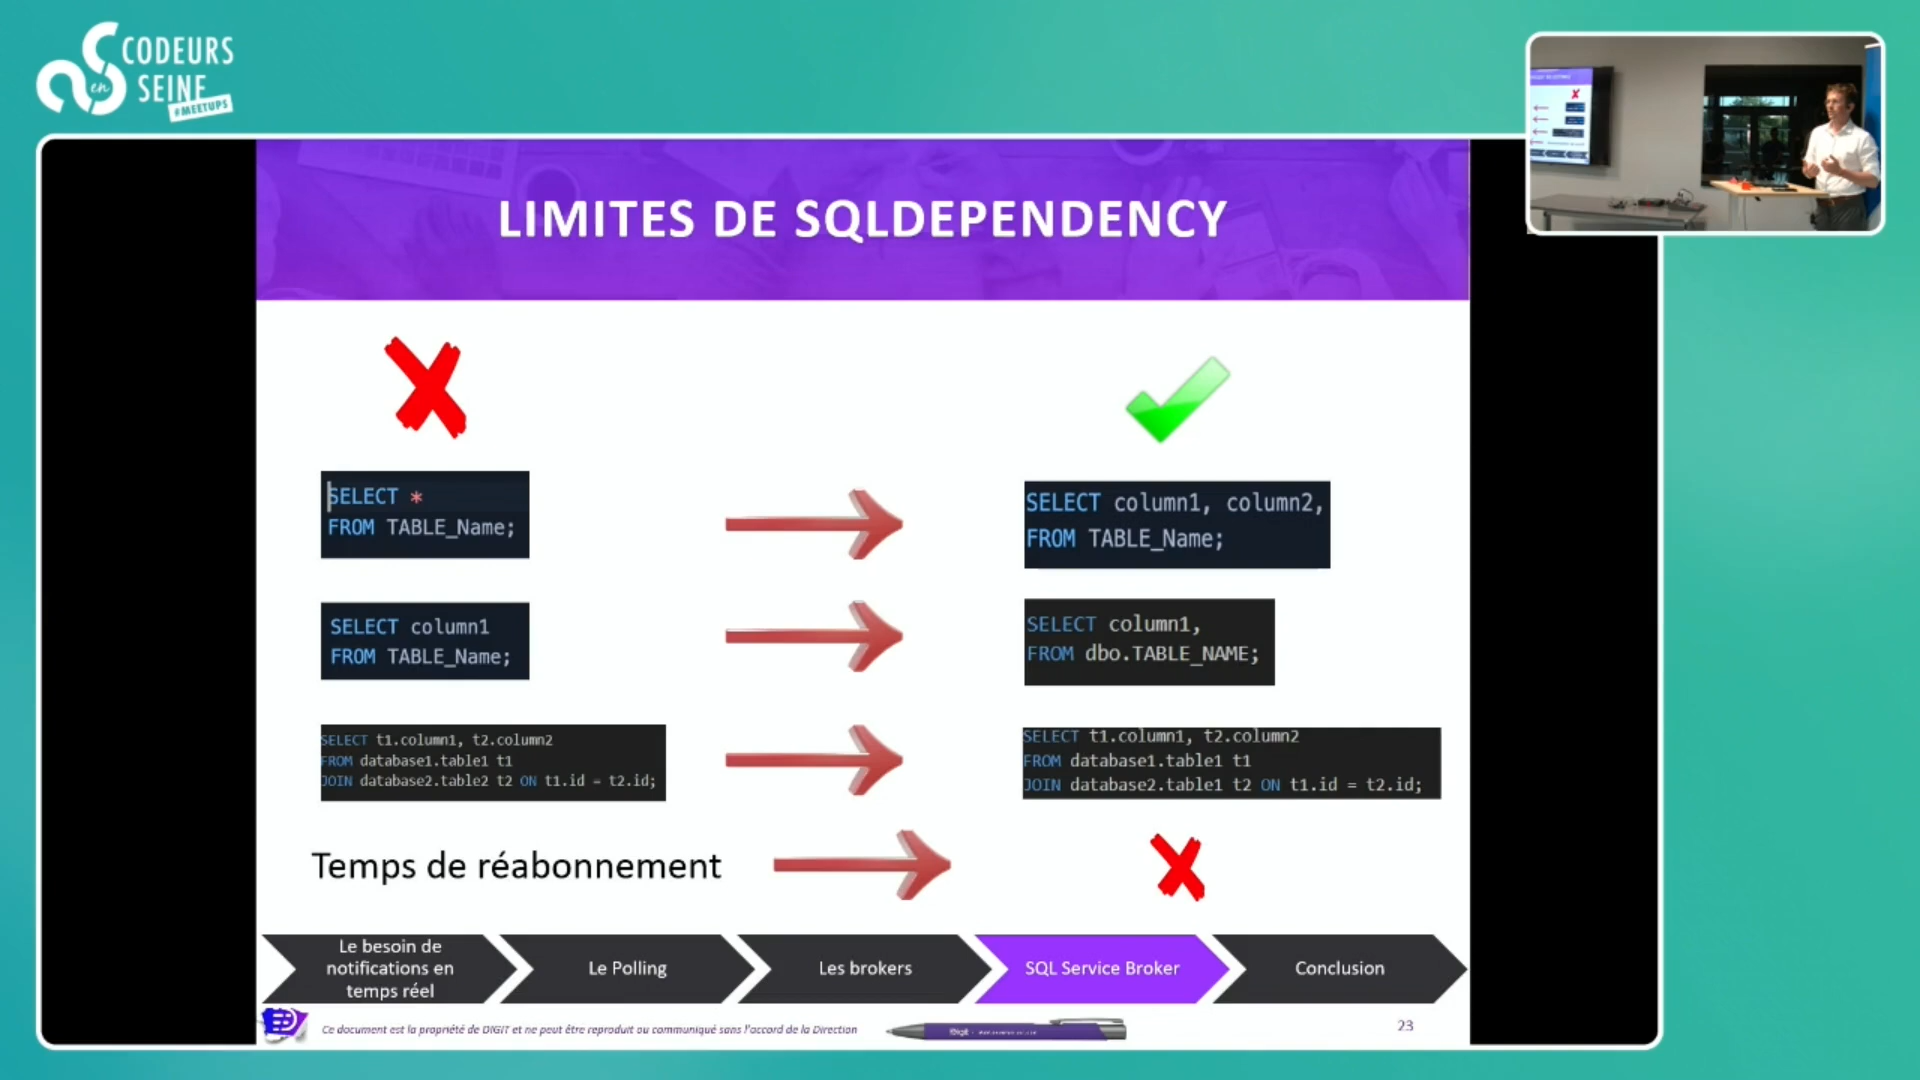 CODEURS
en
SEINE
#MEETUPS
LIMITES DE SQLDEPENDENCY
SELECT *
FROM TABLE_Name;
SELECT column1, column2,
FROM TABLE_Name;
SELECT column1
FROM TABLE_Name;
SELECT column1,
FROM dbo.TABLE_NAME;
SELECT t1.column1, t2.column2
FROM database1.table1 t1
JOIN database2.table2 t2 ON t1.id = t2.id;
SELECT t1.column1, t2.column2
FROM database1.table1 t1
JOIN database2.table1 t2 ON t1.id = t2.id;
Temps de réabonnement
Le besoin de
notifications en
temps réel
Le Polling
Les brokers
SQL Service Broker
Conclusion
Ce document est la propriété de DIGIT et ne peut être reproduit ou communiqué sans l'accord de la Direction
23